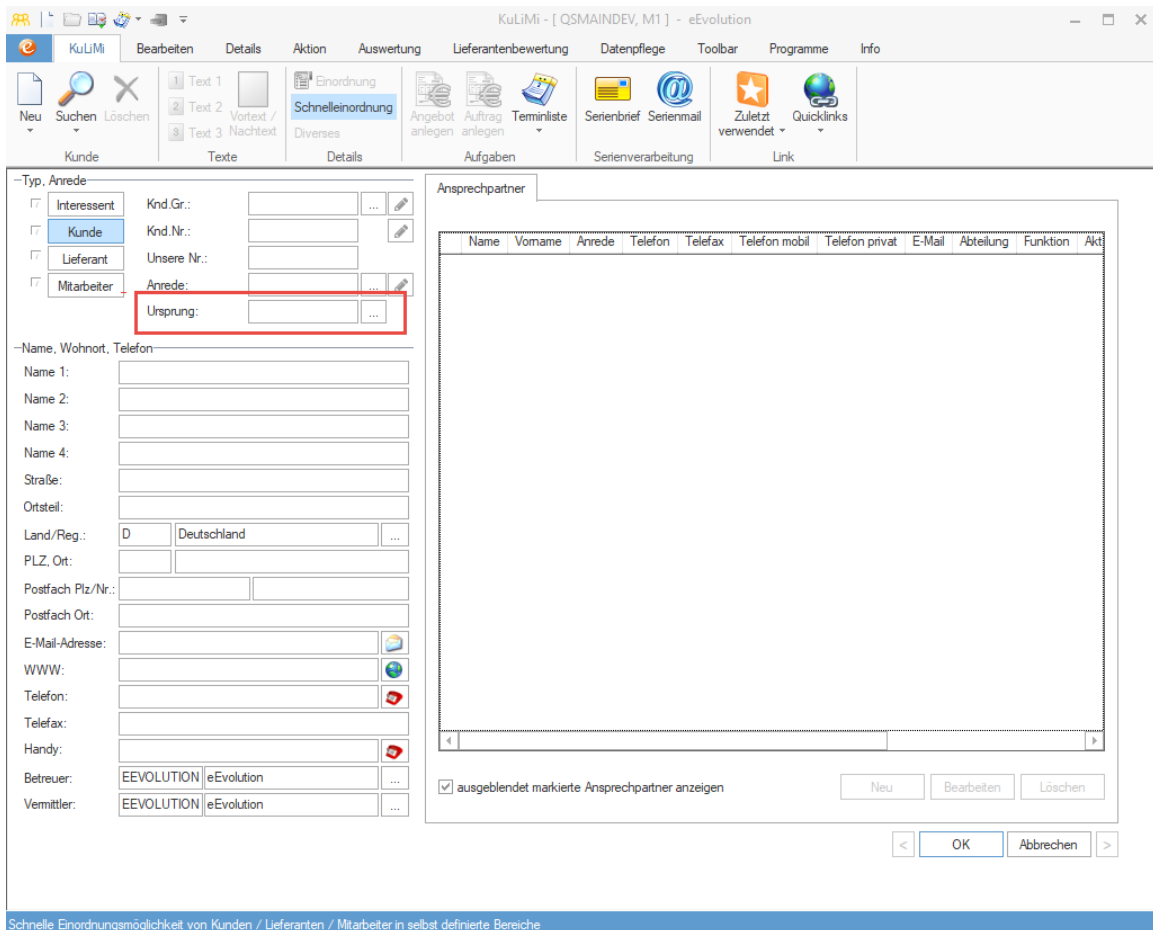 KuLiMi - [ QSMAINDEV, M1 ] - eEvolution
KuLiMi Bearbeiten Details Aktion Auswertung Lieferantenbewertung Datenpflege Toolbar Programme Info
Neu Suchen Löschen
Kunde
1 Text 1
2 Text 2
3 Text 3
Vortext /
Nachtext
Texte
Einordnung
Schnelleinordnung
Diverses
Details
Angebot
anlegen
Auftrag
anlegen
Terminliste
Aufgaben
Serienbrief Serienmail
Serienverarbeitung
Zuletzt
verwendet
Quicklinks
Link
Typ, Anrede
Interessent Knd.Gr.: ...
Kunde Knd.Nr.:
Lieferant Unsere Nr.:
Mitarbeiter Anrede: ...
Ursprung: ...
Name, Wohnort, Telefon
Name 1:
Name 2:
Name 3:
Name 4:
Straße:
Ortsteil:
Land/Reg.: D Deutschland ...
PLZ, Ort:
Postfach Plz/Nr.:
Postfach Ort:
E-Mail-Adresse:
WWW:
Telefon:
Telefax:
Handy:
Betreuer: EEVOLUTION eEvolution ...
Vermittler: EEVOLUTION eEvolution ...
Ansprechpartner
Name Vorname Anrede Telefon Telefax Telefon mobil Telefon privat E-Mail Abteilung Funktion Akt
ausgeblendet markierte Ansprechpartner anzeigen Neu Bearbeiten Löschen
< OK Abbrechen >
Schnelle Einordnungsmöglichkeit von Kunden / Lieferanten / Mitarbeiter in selbst definierte Bereiche